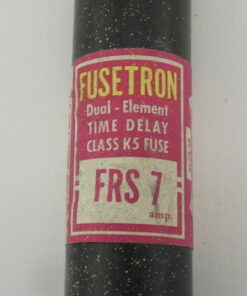 FUSETRON
Dual - Element
TIME DELAY
CLASS K5 FUSE
FRS 7
amp.